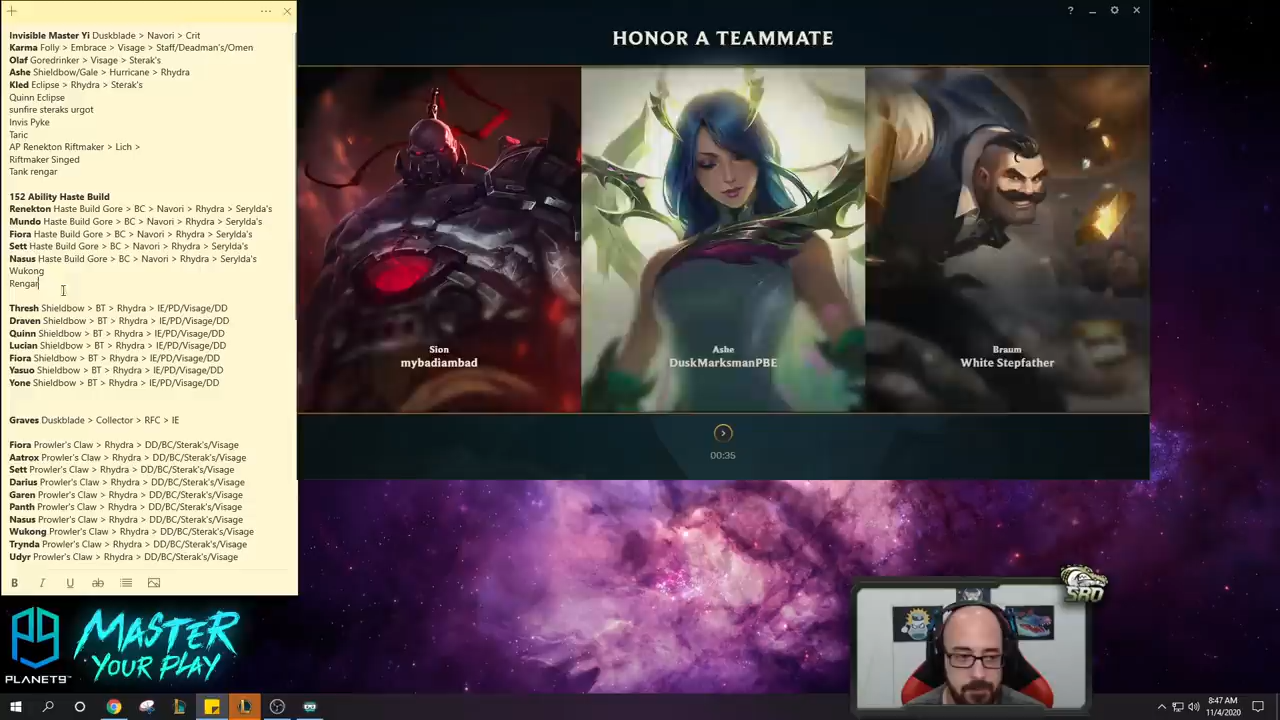 Invisible Master Yi Duskblade > Navori > Crit
Karma Folly > Embrace > Visage > Staff/Deadman's/Omen
Olaf Goredrinker > Visage > Sterak's
Ashe Shieldbow/Gale > Hurricane > Rhydra
Kled Eclipse > Rhydra > Sterak's
Quinn Eclipse
sunfire steraks urgot
Invis Pyke
Taric
AP Renekton Riftmaker > Lich >
Riftmaker Singed
Tank rengar
152 Ability Haste Build
Renekton Haste Build Gore > BC > Navori > Rhydra > Serylda's
Mundo Haste Build Gore > BC > Navori > Rhydra > Serylda's
Fiora Haste Build Gore > BC > Navori > Rhydra > Serylda's
Sett Haste Build Gore > BC > Navori > Rhydra > Serylda's
Nasus Haste Build Gore > BC > Navori > Rhydra > Serylda's
Wukong
Rengar
Thresh Shieldbow > BT > Rhydra > IE/PD/Visage/DD
Draven Shieldbow > BT > Rhydra > IE/PD/Visage/DD
Quinn Shieldbow > BT > Rhydra > IE/PD/Visage/DD
Lucian Shieldbow > BT > Rhydra > IE/PD/Visage/DD
Fiora Shieldbow > BT > Rhydra > IE/PD/Visage/DD
Yasuo Shieldbow > BT > Rhydra > IE/PD/Visage/DD
Yone Shieldbow > BT > Rhydra > IE/PD/Visage/DD
Graves Duskblade > Collector > RFC > IE
Fiora Prowler's Claw > Rhydra > DD/BC/Sterak's/Visage
Aatrox Prowler's Claw > Rhydra > DD/BC/Sterak's/Visage
Sett Prowler's Claw > Rhydra > DD/BC/Sterak's/Visage
Darius Prowler's Claw > Rhydra > DD/BC/Sterak's/Visage
Garen Prowler's Claw > Rhydra > DD/BC/Sterak's/Visage
Panth Prowler's Claw > Rhydra > DD/BC/Sterak's/Visage
Nasus Prowler's Claw > Rhydra > DD/BC/Sterak's/Visage
Wukong Prowler's Claw > Rhydra > DD/BC/Sterak's/Visage
Trynda Prowler's Claw > Rhydra > DD/BC/Sterak's/Visage
Udyr Prowler's Claw > Rhydra > DD/BC/Sterak's/Visage
B I U ab
HONOR A TEAMMATE
Sion
mybadiambad
Ashe
DuskMarksmanPBE
Braum
White Stepfather
00:35
PLANET9
MASTER
YOUR PLAY
SRO
8:47 AM
11/4/2020